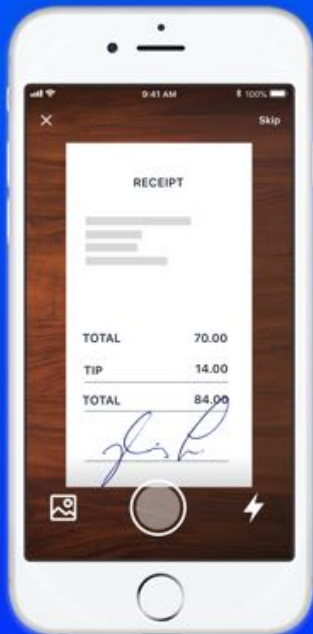 9:41 AM 100%
Skip
RECEIPT
TOTAL 70.00
TIP 14.00
TOTAL 84.00